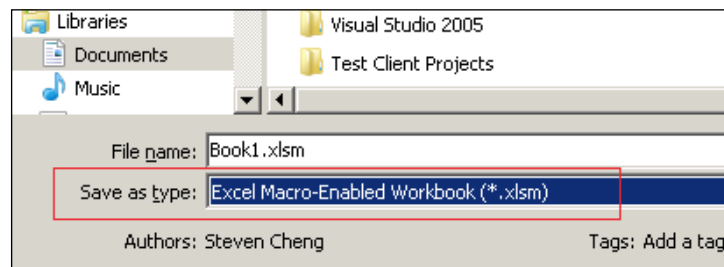 Libraries
Documents
Music
Visual Studio 2005
Test Client Projects
File name: Book1.xlsm
Save as type: Excel Macro-Enabled Workbook (*.xlsm)
Authors: Steven Cheng Tags: Add a tag